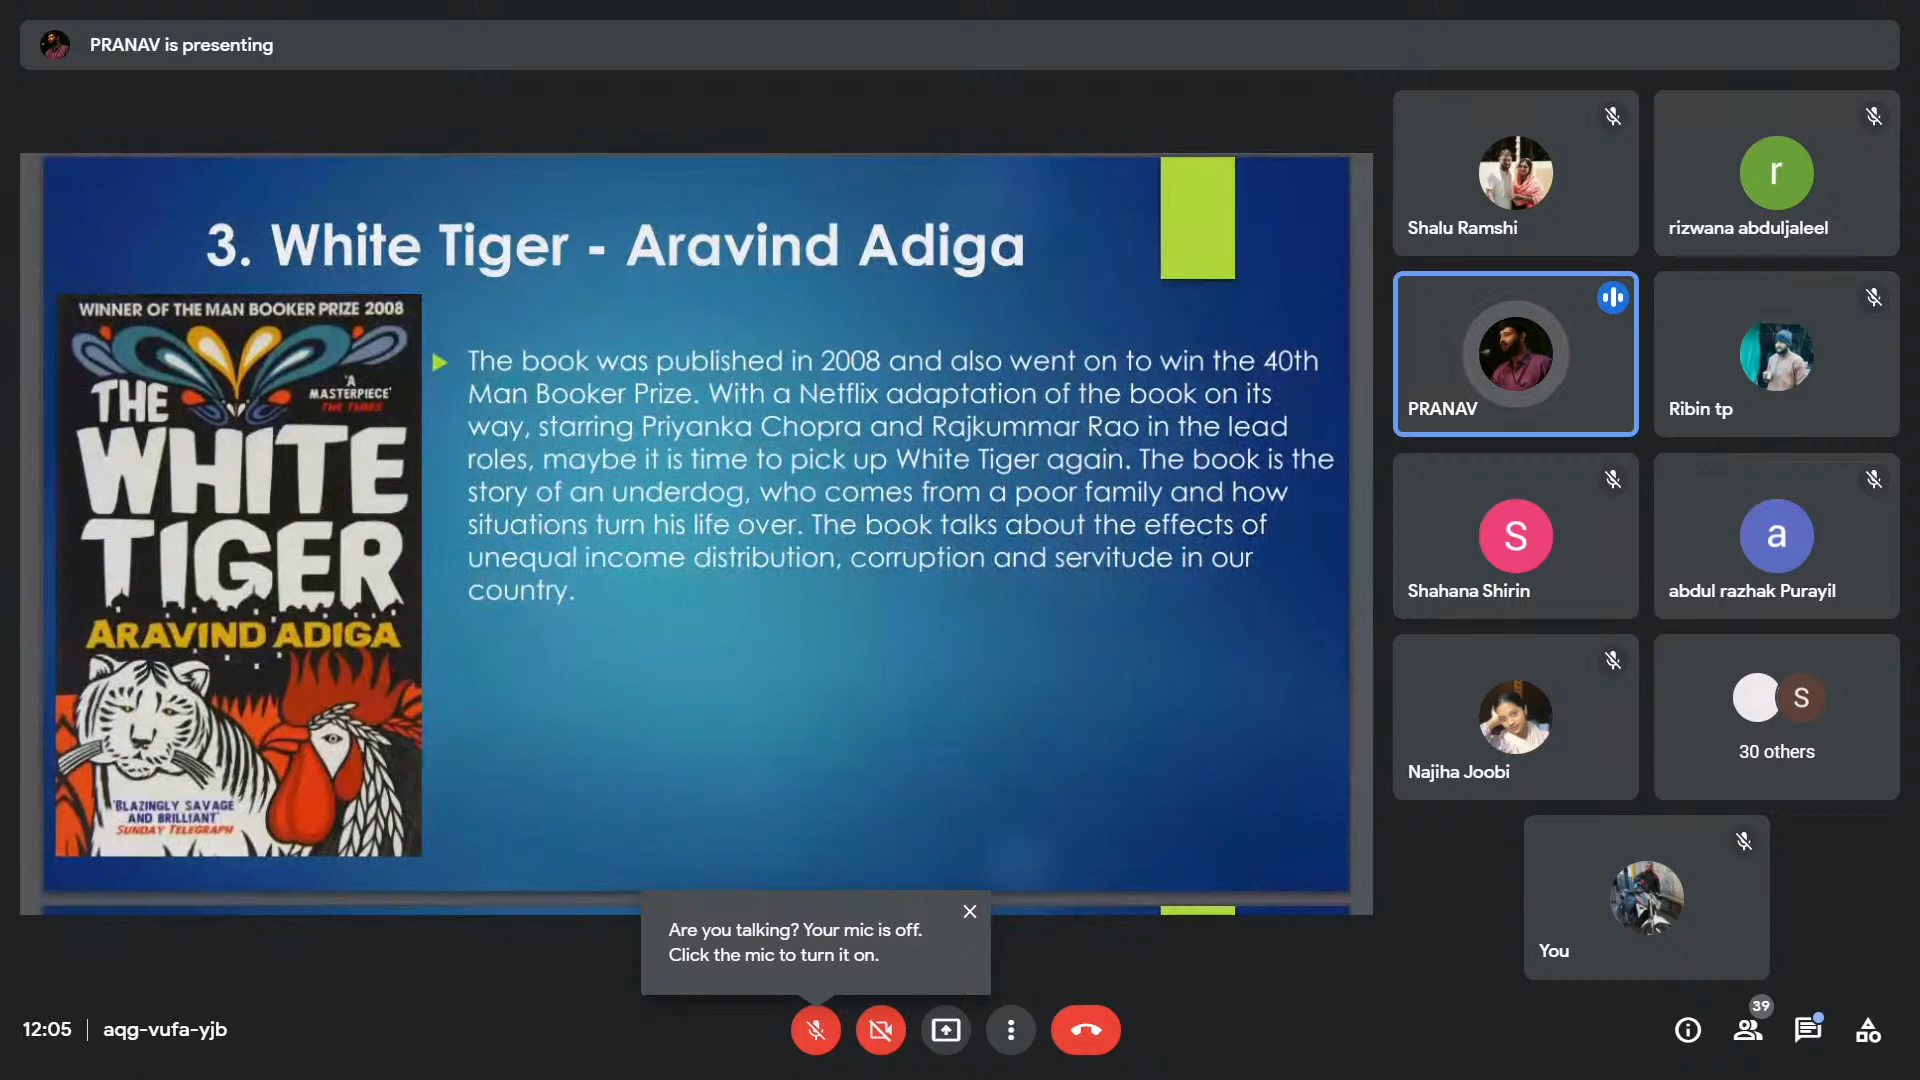 PRANAV is presenting
3. White Tiger - Aravind Adiga
WINNER OF THE MAN BOOKER PRIZE 2008
'A
MASTERPIECE'
THE TIMES
THE
WHITE
TIGER
ARAVIND ADIGA
'BLAZINGLY SAVAGE
AND BRILLIANT'
SUNDAY TELEGRAPH
The book was published in 2008 and also went on to win the 40th
Man Booker Prize. With a Netflix adaptation of the book on its
way, starring Priyanka Chopra and Rajkummar Rao in the lead
roles, maybe it is time to pick up White Tiger again. The book is the
story of an underdog, who comes from a poor family and how
situations turn his life over. The book talks about the effects of
unequal income distribution, corruption and servitude in our
country.
Shalu Ramshi
r
rizwana abduljaleel
PRANAV
Ribin tp
S
Shahana Shirin
a
abdul razhak Purayil
Najiha Joobi
S
30 others
You
Are you talking? Your mic is off.
Click the mic to turn it on.
12:05 | aqg-vufa-yjb
39